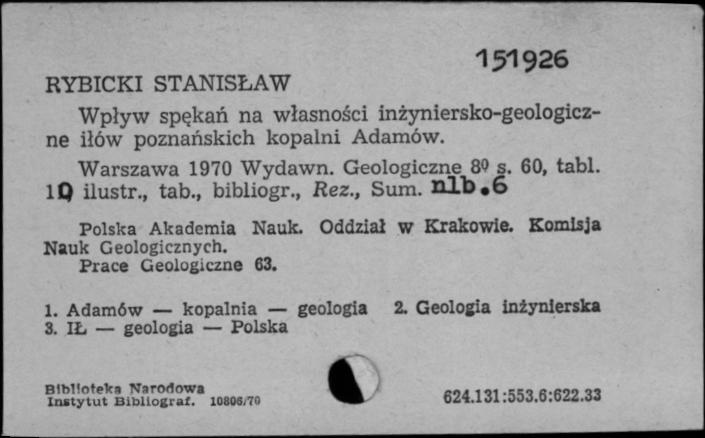 151926
RYBICKI STANISŁAW
Wpływ spękań na własności inżyniersko-geologicz-
ne iłów poznańskich kopalni Adamów.
Warszawa 1970 Wydawn. Geologiczne 8⁰ s. 60, tabl.
10 ilustr., tab., bibliogr., Rez., Sum. nlb.6
Polska Akademia Nauk. Oddział w Krakowie. Komisja
Nauk Geologicznych.
Prace Geologiczne 63.
1. Adamów — kopalnia — geologia 2. Geologia inżynierska
3. IŁ — geologia — Polska
Biblioteka Narodowa
Instytut Bibliograf. 10806/70
624.131:553.6:622.33